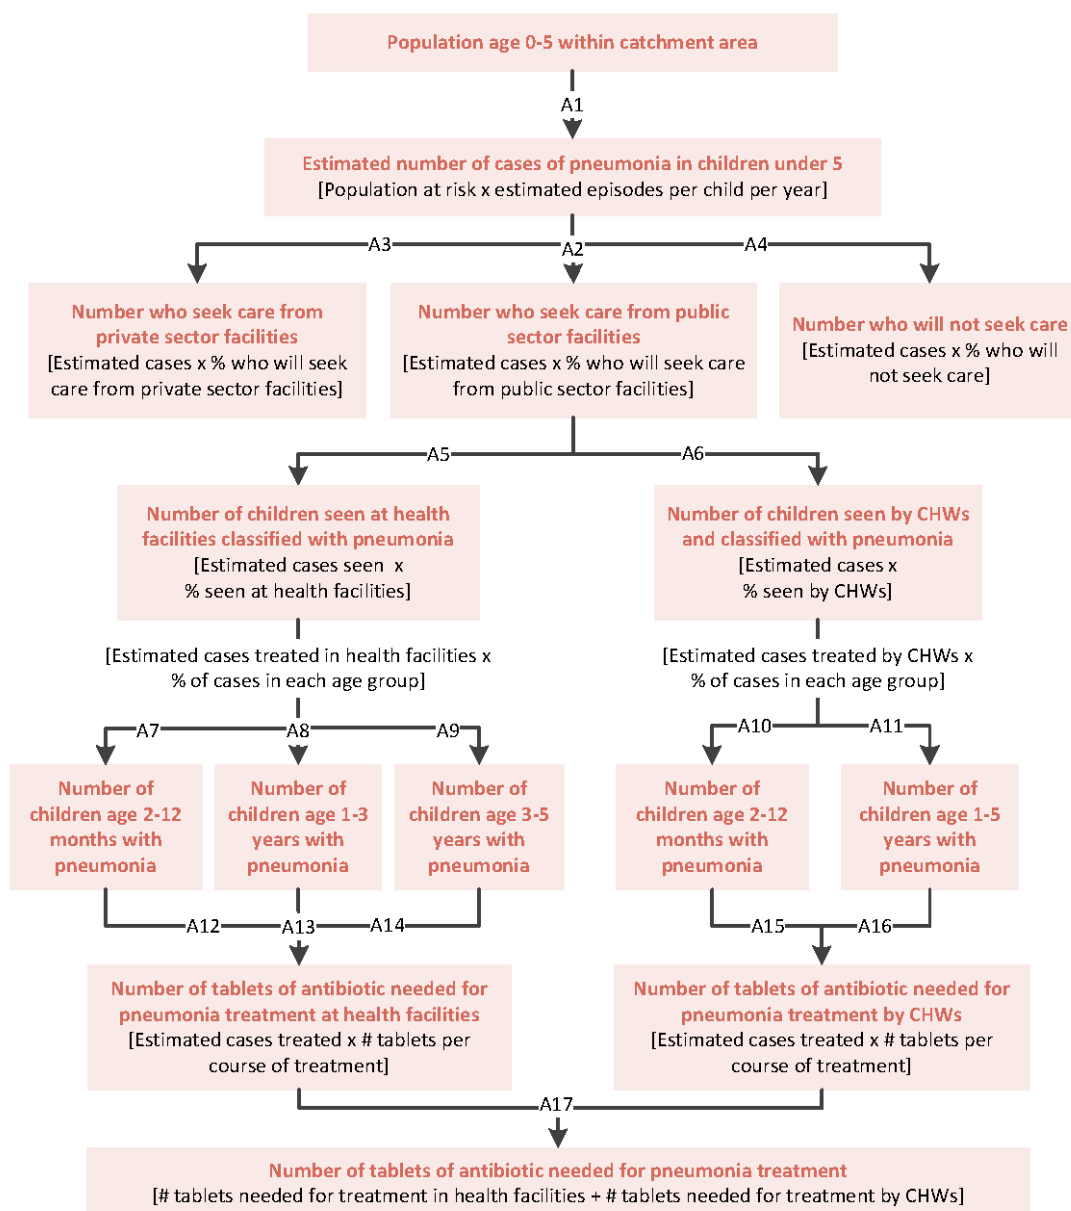 Population age 0-5 within catchment area
A1
Estimated number of cases of pneumonia in children under 5
[Population at risk x estimated episodes per child per year]
A3
A2
A4
Number who seek care from
private sector facilities
[Estimated cases x % who will seek
care from private sector facilities]
Number who seek care from public
sector facilities
[Estimated cases x % who will seek care
from public sector facilities]
Number who will not seek care
[Estimated cases x % who will
not seek care]
A5
A6
Number of children seen at health
facilities classified with pneumonia
[Estimated cases seen x
% seen at health facilities]
Number of children seen by CHWs
and classified with pneumonia
[Estimated cases x
% seen by CHWs]
[Estimated cases treated in health facilities x
% of cases in each age group]
[Estimated cases treated by CHWs x
% of cases in each age group]
A7
A8
A9
A10
A11
Number of
children age 2-12
months with
pneumonia
Number of
children age 1-3
years with
pneumonia
Number of
children age 3-5
years with
pneumonia
Number of
children age 2-12
months with
pneumonia
Number of
children age 1-5
years with
pneumonia
A12
A13
A14
A15
A16
Number of tablets of antibiotic needed for
pneumonia treatment at health facilities
[Estimated cases treated x # tablets per
course of treatment]
Number of tablets of antibiotic needed for
pneumonia treatment by CHWs
[Estimated cases treated x # tablets per
course of treatment]
A17
Number of tablets of antibiotic needed for pneumonia treatment
[# tablets needed for treatment in health facilities + # tablets needed for treatment by CHWs]